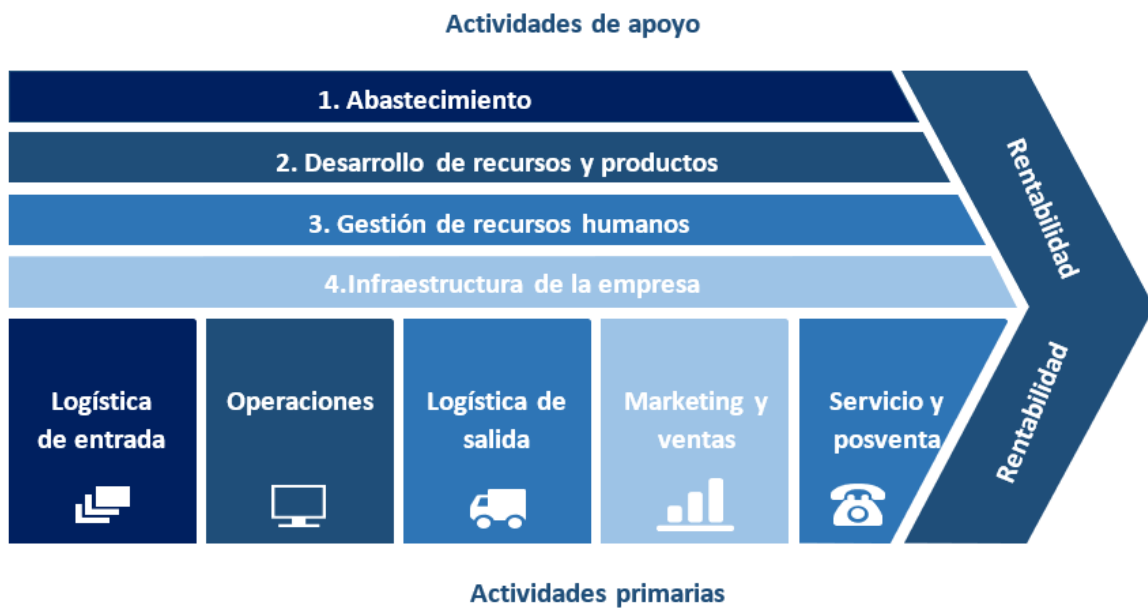 Actividades de apoyo
1. Abastecimiento
2. Desarrollo de recursos y productos
3. Gestión de recursos humanos
4.Infraestructura de la empresa
Rentabilidad
Logística
de entrada
Operaciones
Logística de
salida
Marketing y
ventas
Servicio y
posventa
Rentabilidad
Actividades primarias